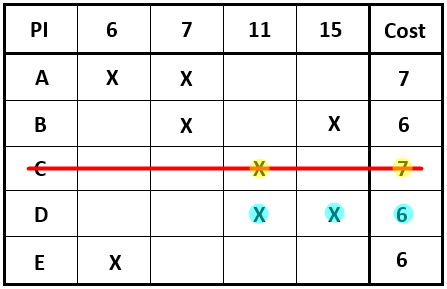 PI 6 7 11 15 Cost
A X X 7
B X X 6
C X 7
D X X 6
E X 6